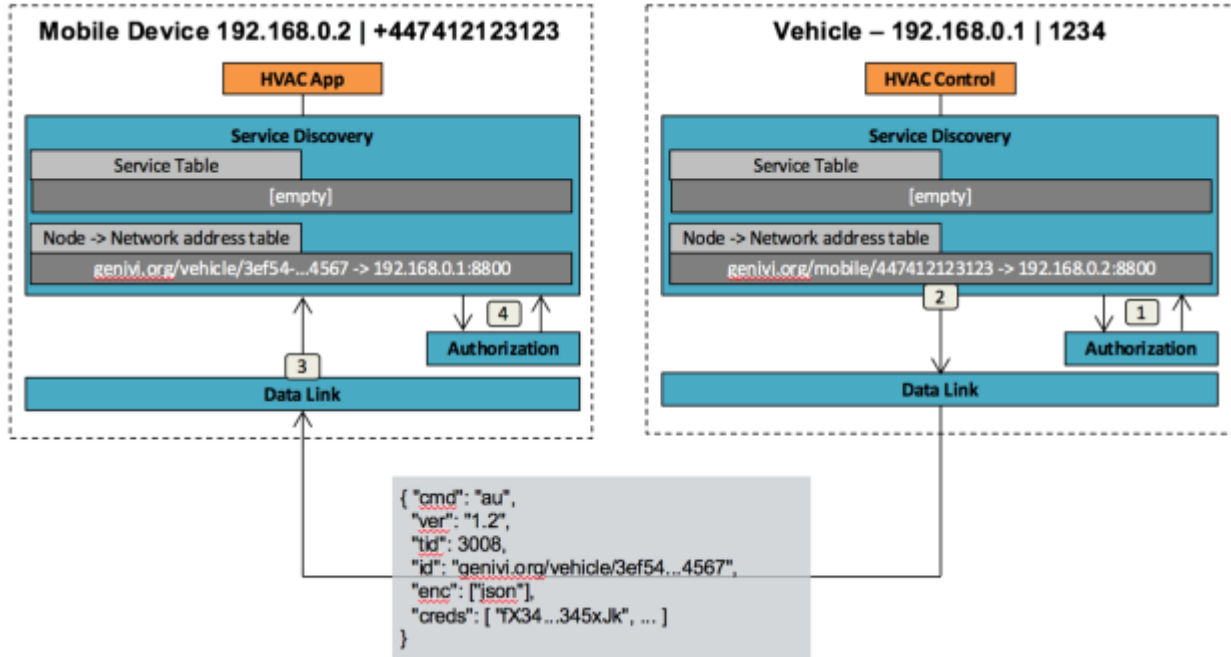 Mobile Device 192.168.0.2 | +447412123123
HVAC App
Service Discovery
Service Table
[empty]
Node -> Network address table
genivi.org/vehicle/3ef54-...4567 -> 192.168.0.1:8800
4
Authorization
3
Data Link
Vehicle – 192.168.0.1 | 1234
HVAC Control
Service Discovery
Service Table
[empty]
Node -> Network address table
genivi.org/mobile/447412123123 -> 192.168.0.2:8800
2
1
Authorization
Data Link
{ "cmd": "au",
"ver": "1.2",
"tid": 3008,
"id": "genivi.org/vehicle/3ef54...4567",
"enc": ["json"],
"creds": [ "fX34...345xJk", ... ]
}